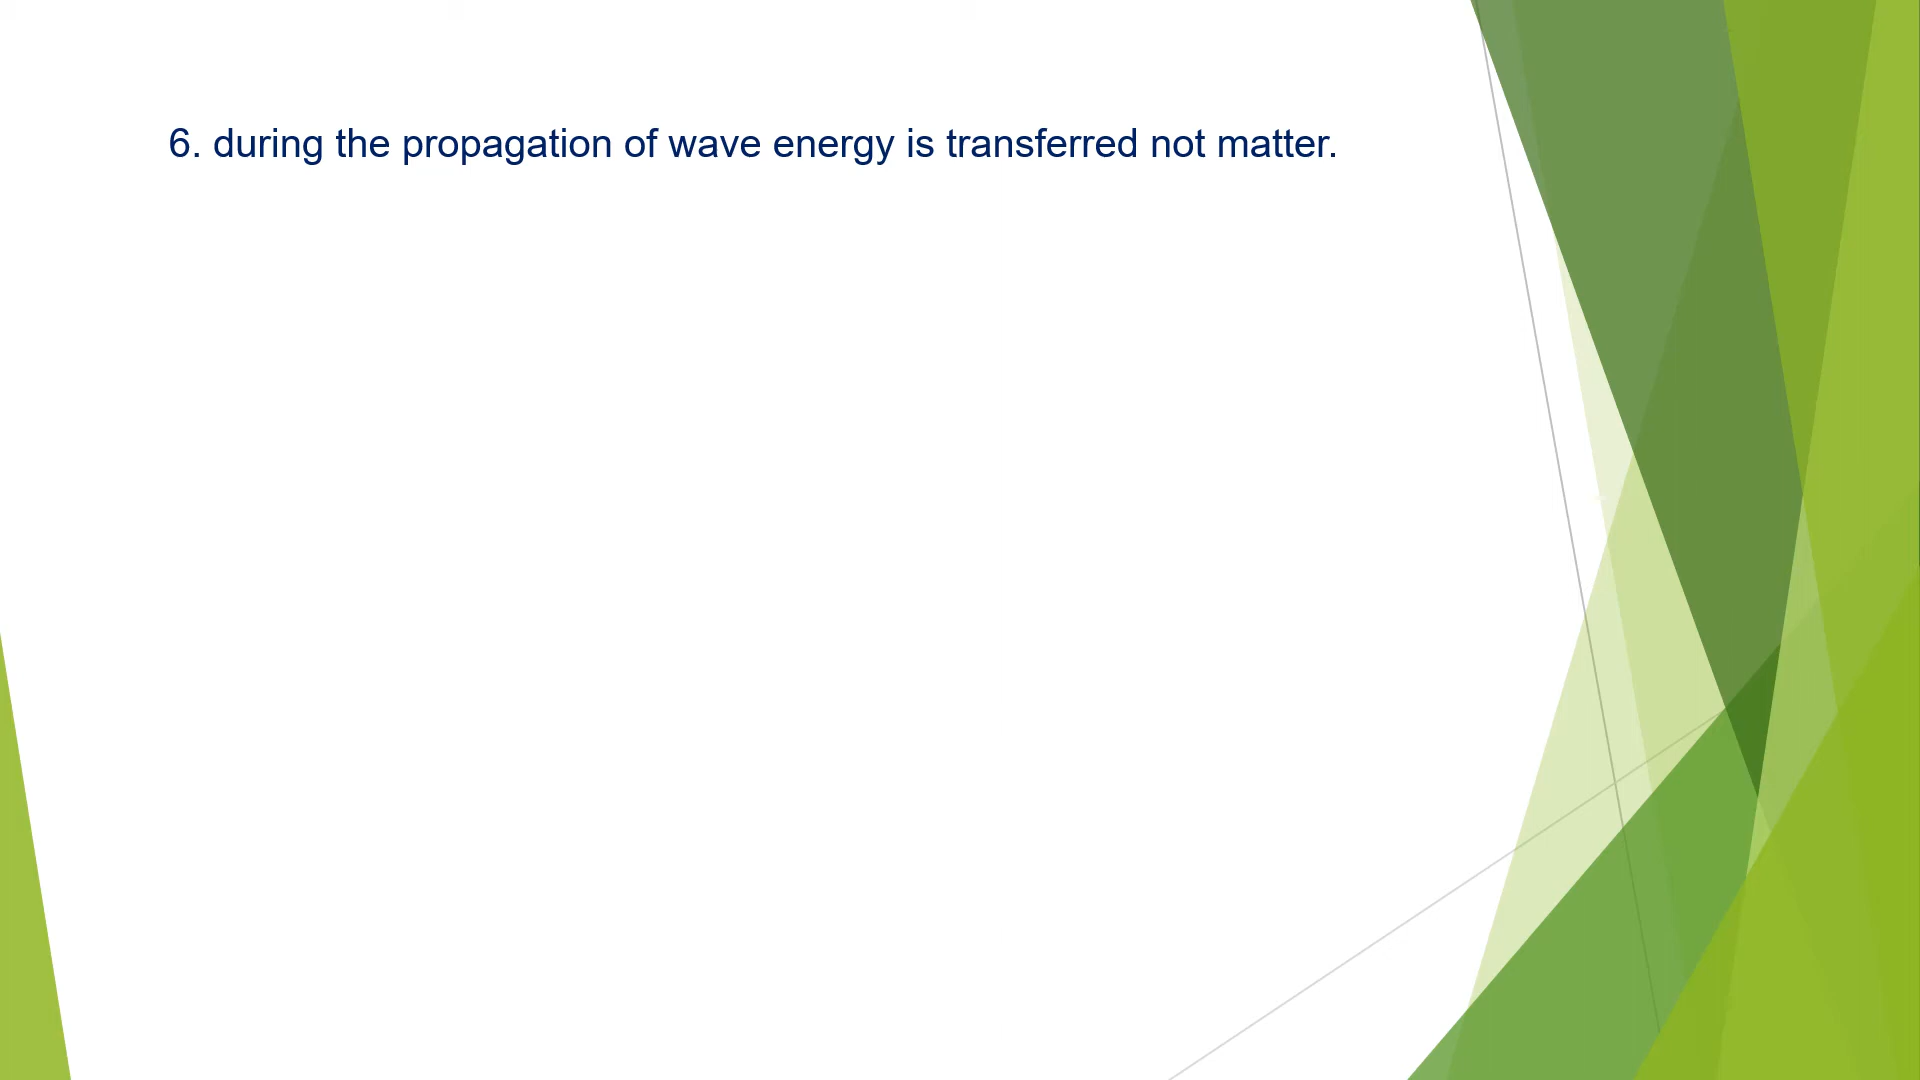 6. during the propagation of wave energy is transferred not matter.